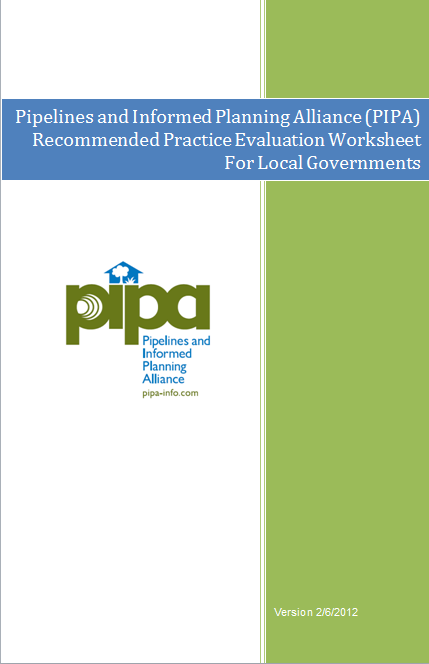 Pipelines and Informed Planning Alliance (PIPA)
Recommended Practice Evaluation Worksheet
For Local Governments
pipa
Pipelines and
Informed
Planning
Alliance
pipa-info.com
Version 2/6/2012